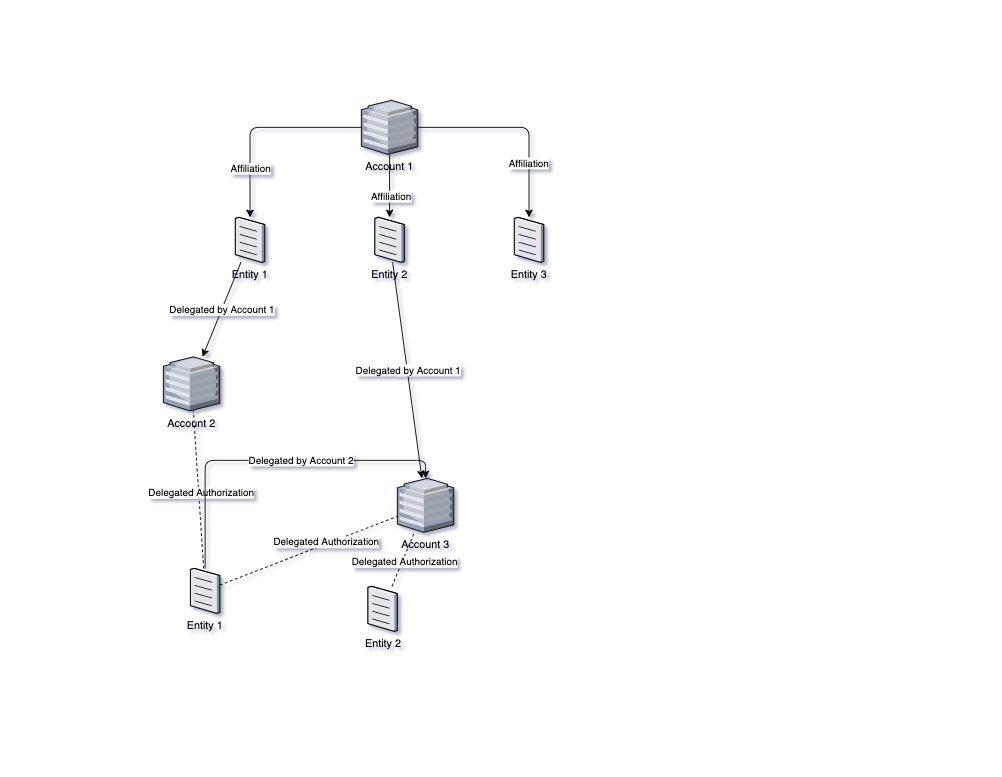 Account 1
Affiliation
Affiliation
Affiliation
Entity 1
Entity 2
Entity 3
Delegated by Account 1
Delegated by Account 1
Account 2
Delegated by Account 2
Delegated Authorization
Delegated Authorization
Account 3
Delegated Authorization
Entity 1
Entity 2